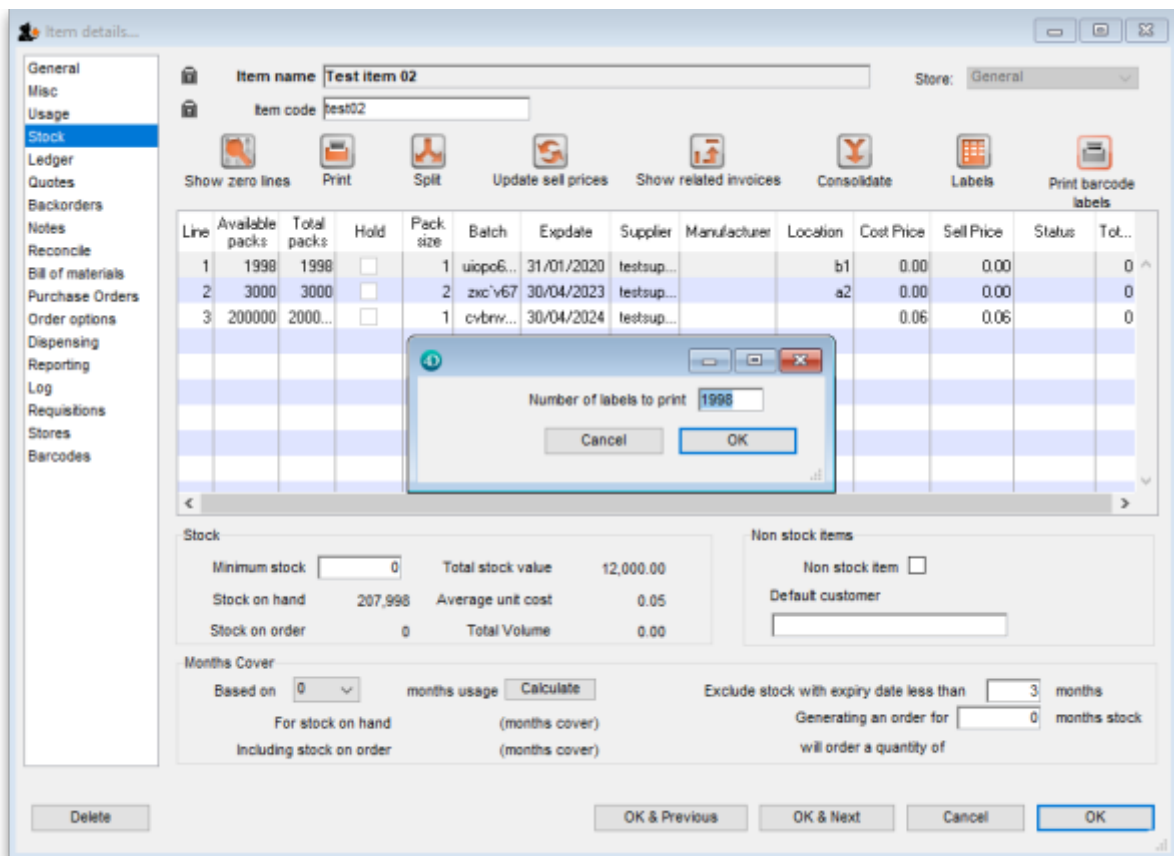 Item details...
General
Misc
Usage
Stock
Ledger
Quotes
Backorders
Notes
Reconcile
Bill of materials
Purchase Orders
Order options
Dispensing
Reporting
Log
Requisitions
Stores
Barcodes
Item name Test item 02 Store: General
Item code test02
Show zero lines Print Split Update sell prices Show related invoices Consolidate Labels Print barcode labels
Line Available packs Total packs Hold Pack size Batch Expdate Supplier Manufacturer Location Cost Price Sell Price Status Tot...
1 1998 1998 1 uiopo6... 31/01/2020 testsup... b1 0.00 0.00 0
2 3000 3000 2 zxc`v67 30/04/2023 testsup... a2 0.00 0.00 0
3 200000 2000... 1 cvbnv... 30/04/2024 testsup... 0.06 0.06 0
4D
Number of labels to print 1998
Cancel OK
Stock
Minimum stock 0 Total stock value 12,000.00
Stock on hand 207,998 Average unit cost 0.05
Stock on order 0 Total Volume 0.00
Non stock items
Non stock item
Default customer
Months Cover
Based on 0 months usage Calculate Exclude stock with expiry date less than 3 months
For stock on hand (months cover) Generating an order for 0 months stock
Including stock on order (months cover) will order a quantity of
Delete OK & Previous OK & Next Cancel OK